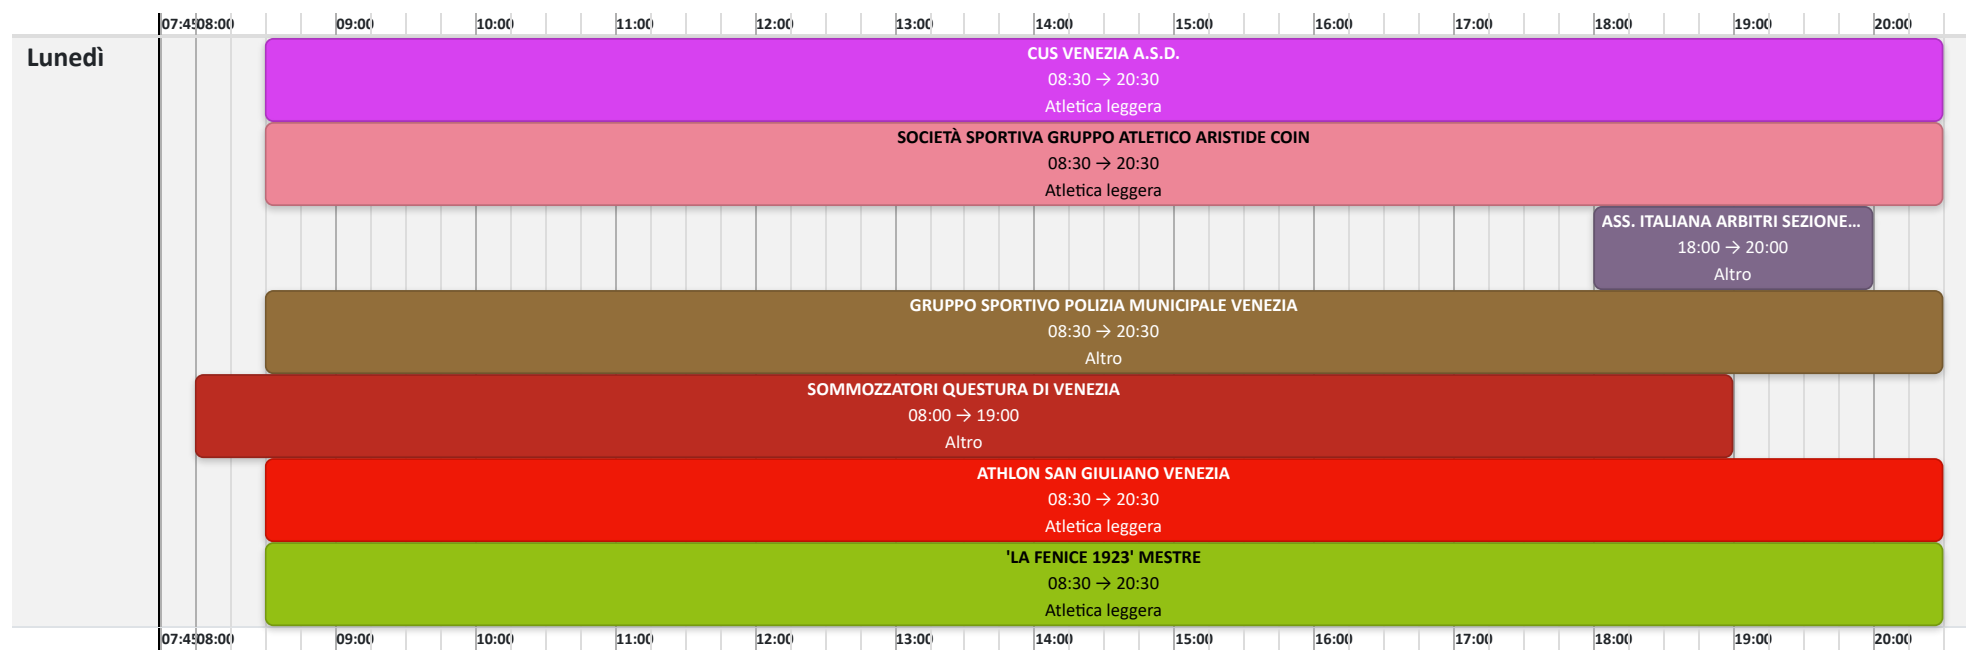 07:45 08:00 09:00 10:00 11:00 12:00 13:00 14:00 15:00 16:00 17:00 18:00 19:00 20:00
Lunedì
CUS VENEZIA A.S.D.
08:30 → 20:30
Atletica leggera
SOCIETÀ SPORTIVA GRUPPO ATLETICO ARISTIDE COIN
08:30 → 20:30
Atletica leggera
ASS. ITALIANA ARBITRI SEZIONE...
18:00 → 20:00
Altro
GRUPPO SPORTIVO POLIZIA MUNICIPALE VENEZIA
08:30 → 20:30
Altro
SOMMOZZATORI QUESTURA DI VENEZIA
08:00 → 19:00
Altro
ATHLON SAN GIULIANO VENEZIA
08:30 → 20:30
Atletica leggera
'LA FENICE 1923' MESTRE
08:30 → 20:30
Atletica leggera
07:45 08:00 09:00 10:00 11:00 12:00 13:00 14:00 15:00 16:00 17:00 18:00 19:00 20:00